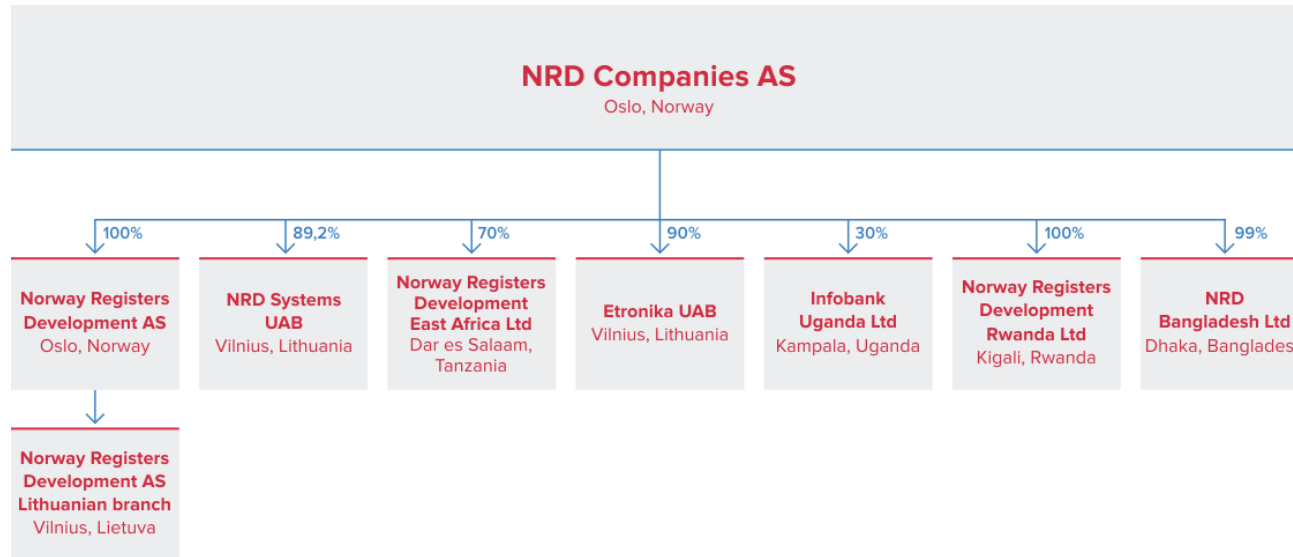 NRD Companies AS
Oslo, Norway
100%
89,2%
70%
90%
30%
100%
99%
Norway Registers
Development AS
Oslo, Norway
NRD Systems
UAB
Vilnius, Lithuania
Norway Registers
Development
East Africa Ltd
Dar es Salaam,
Tanzania
Etronika UAB
Vilnius, Lithuania
Infobank
Uganda Ltd
Kampala, Uganda
Norway Registers
Development
Rwanda Ltd
Kigali, Rwanda
NRD
Bangladesh Ltd
Dhaka, Banglades
Norway Registers
Development AS
Lithuanian branch
Vilnius, Lietuva